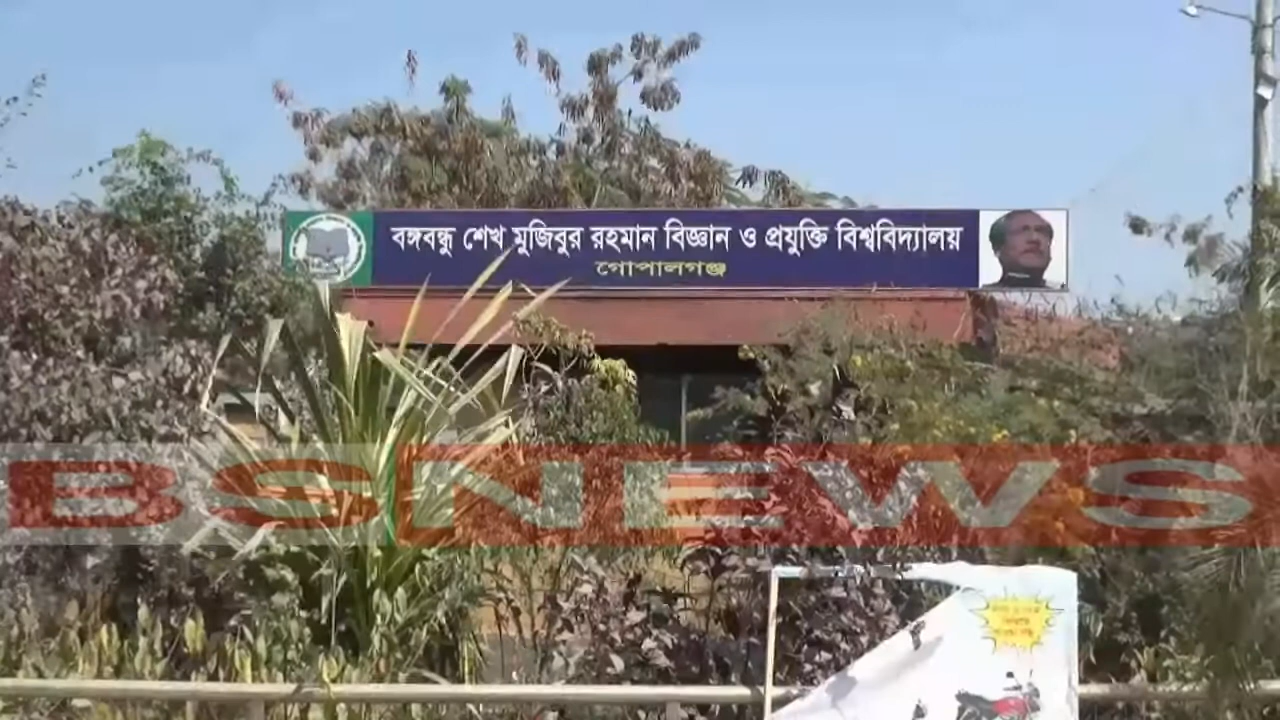 বঙ্গবন্ধু শেখ মুজিবুর রহমান বিজ্ঞান ও প্রযুক্তি বিশ্ববিদ্যালয়
গোপালগঞ্জ
BSNEWS